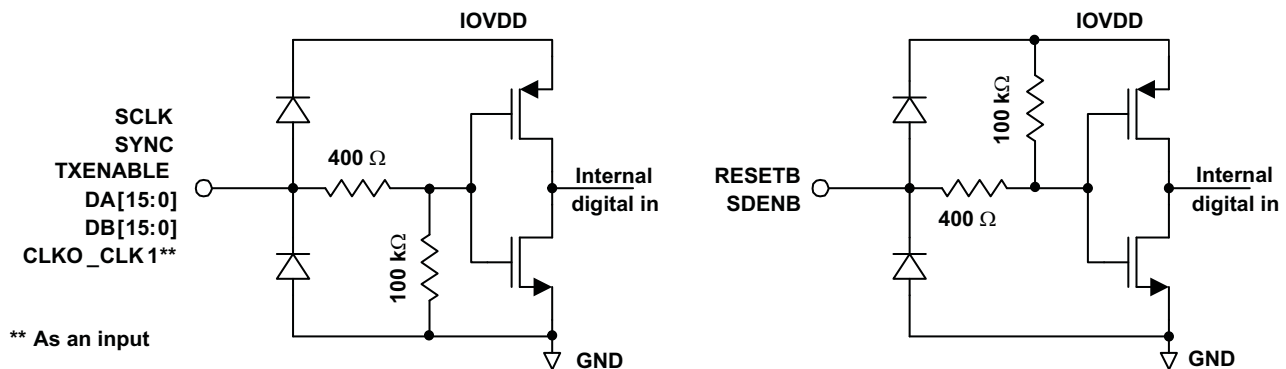 IOVDD
SCLK
SYNC
TXENABLE
DA[15:0]
DB[15:0]
CLKO_CLK1**
400 Ω
100 kΩ
Internal
digital in
GND
** As an input
IOVDD
100 kΩ
RESETB
SDENB
400 Ω
Internal
digital in
GND